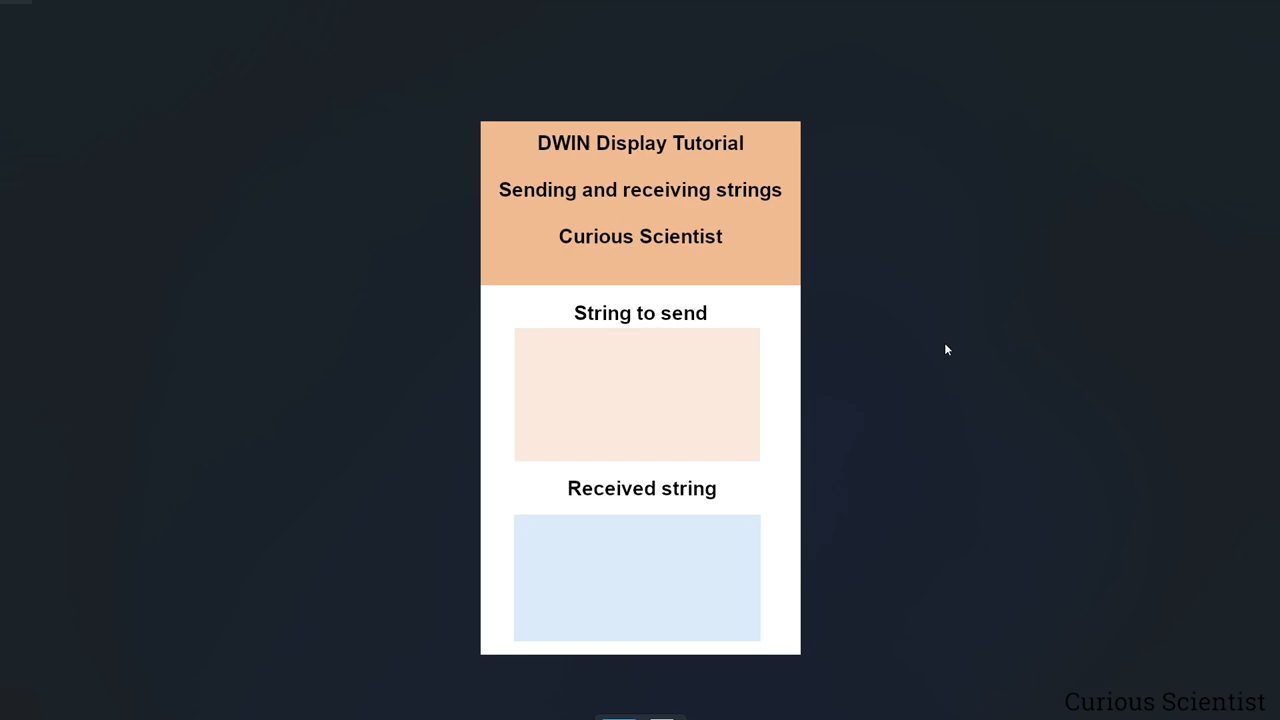 DWIN Display Tutorial
Sending and receiving strings
Curious Scientist
String to send
Received string
Curious Scientist